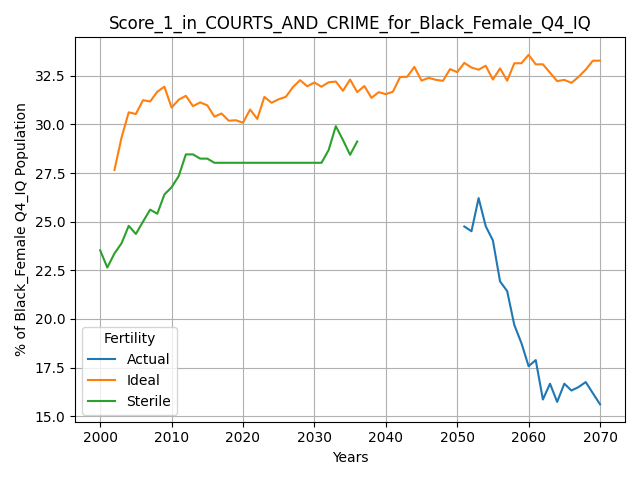 Score_1_in_COURTS_AND_CRIME_for_Black_Female_Q4_IQ
% of Black_Female Q4_IQ Population
32.5
30.0
27.5
25.0
22.5
20.0
17.5
15.0
Fertility
Actual
Ideal
Sterile
2000 2010 2020 2030 2040 2050 2060 2070
Years